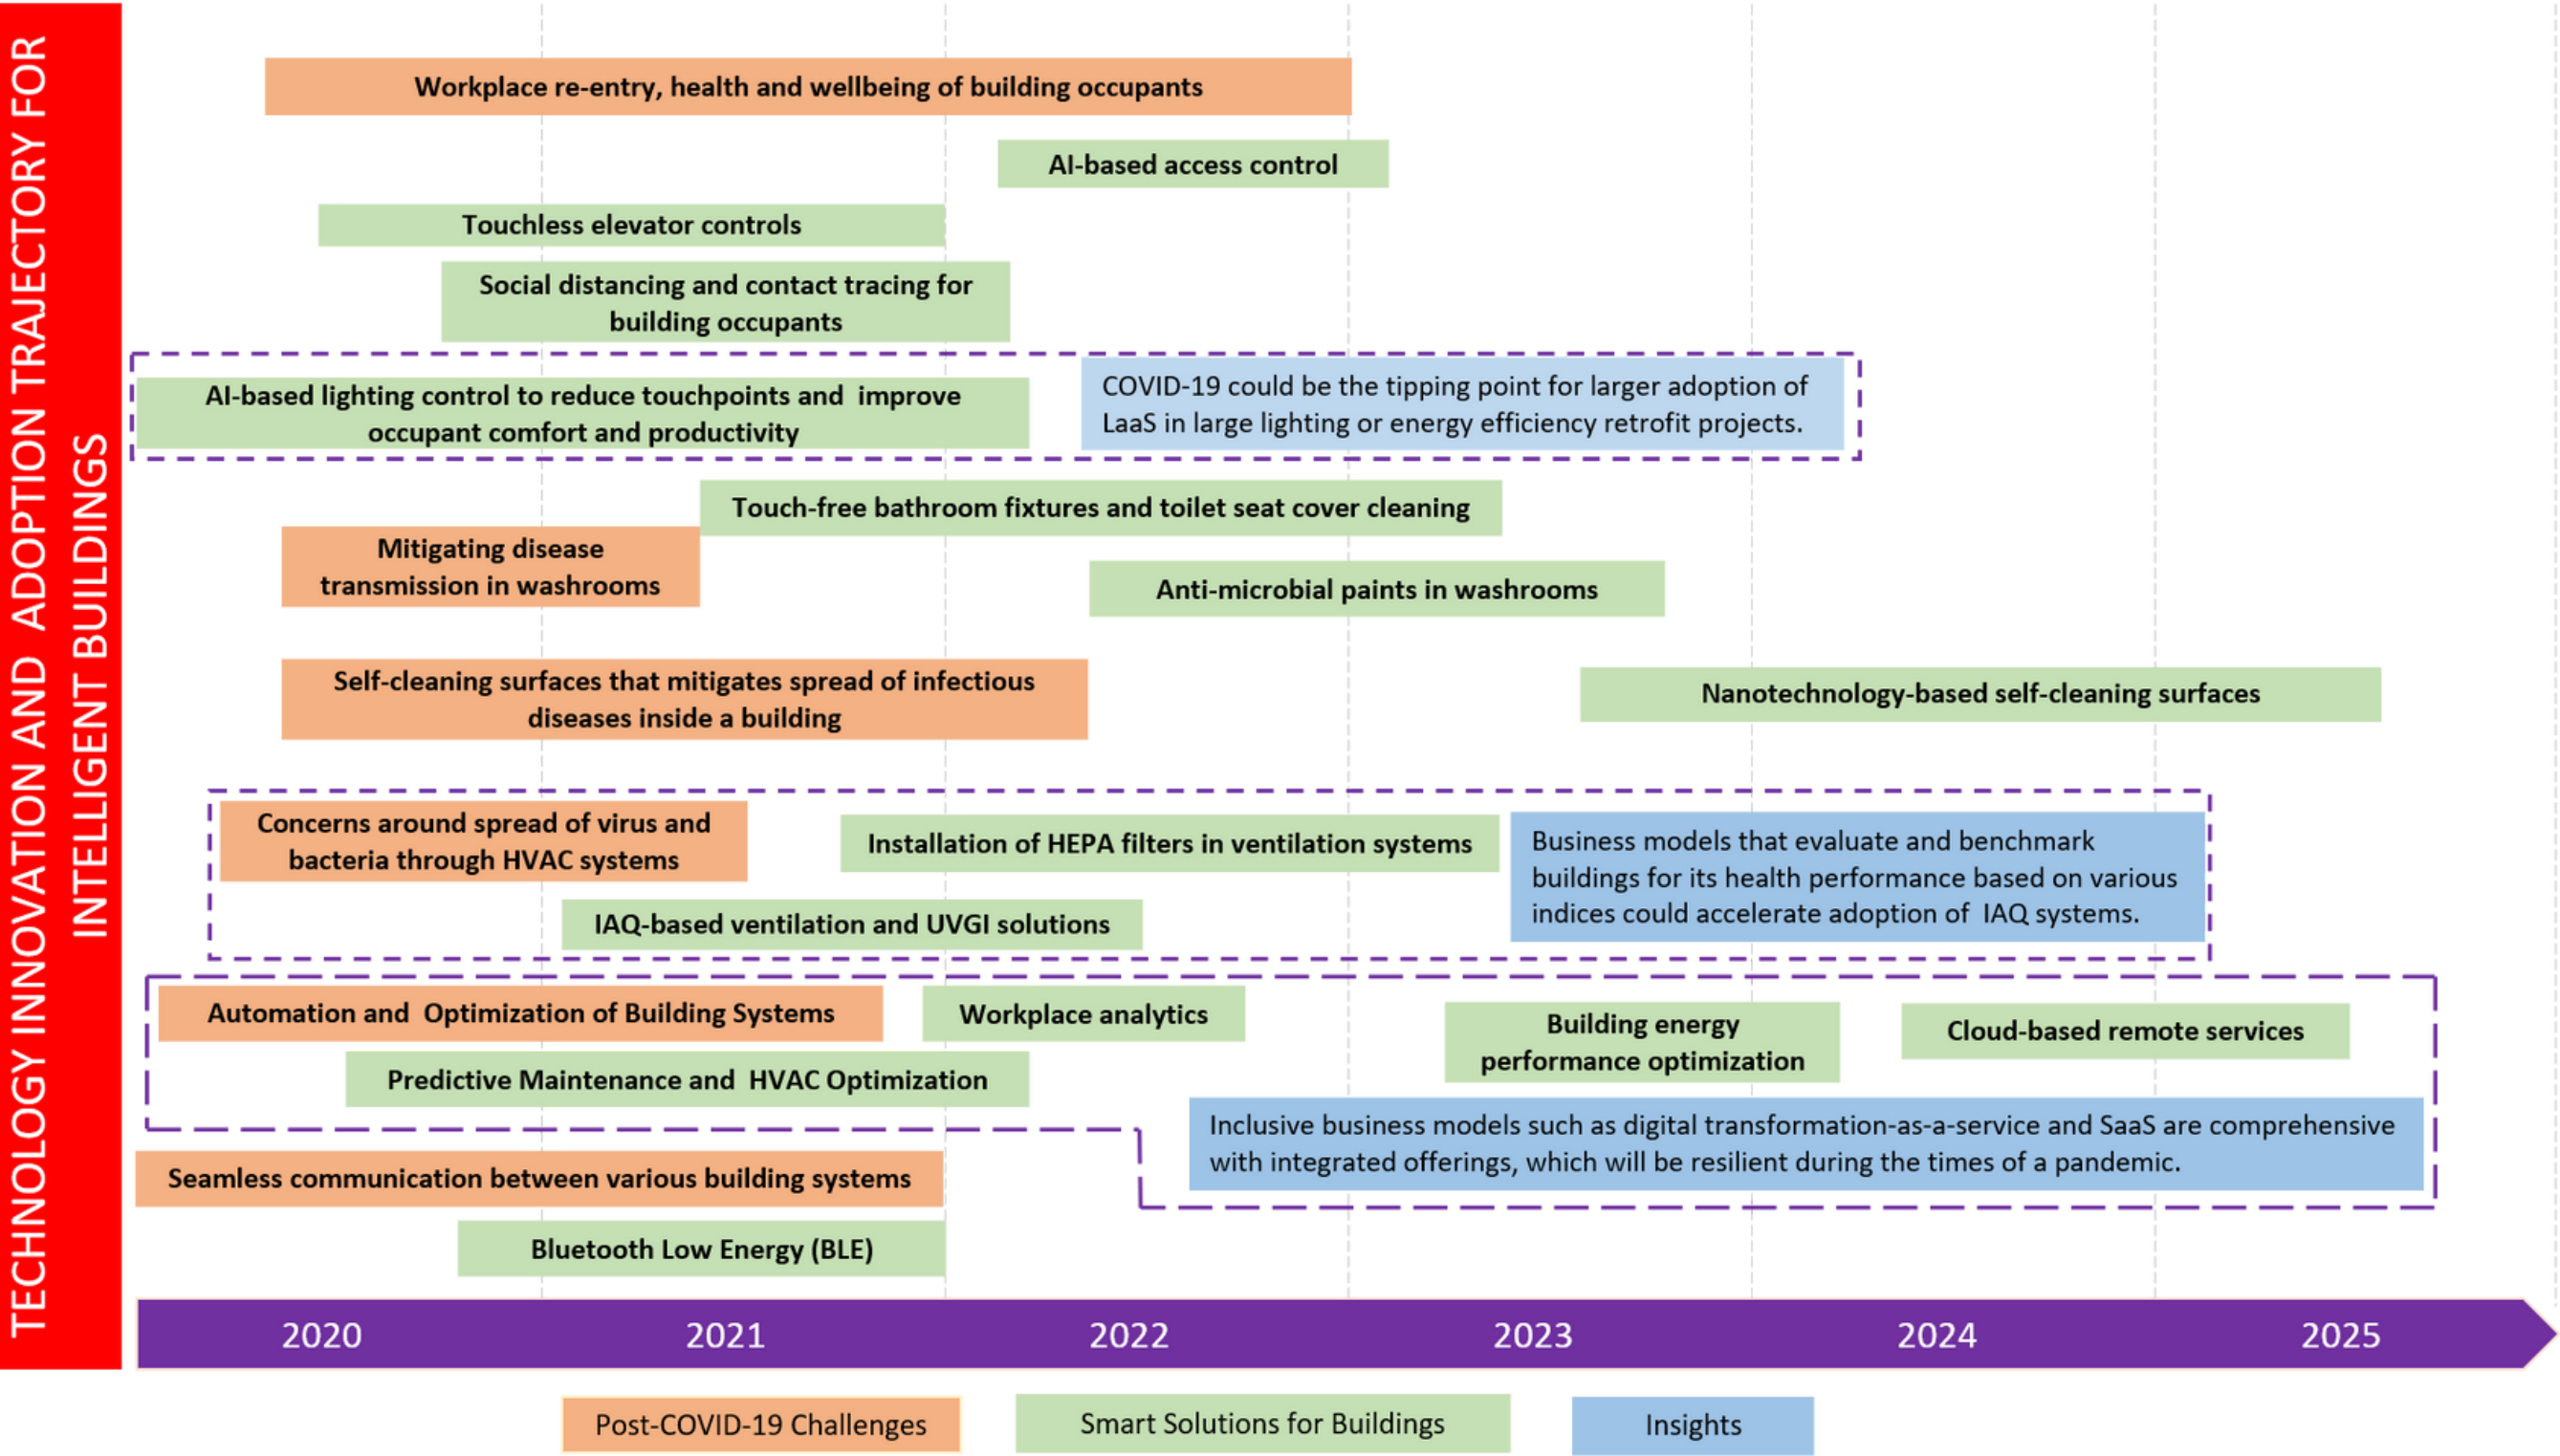 TECHNOLOGY INNOVATION AND ADOPTION TRAJECTORY FOR
INTELLIGENT BUILDINGS
Workplace re-entry, health and wellbeing of building occupants
AI-based access control
Touchless elevator controls
Social distancing and contact tracing for
building occupants
AI-based lighting control to reduce touchpoints and improve
occupant comfort and productivity
COVID-19 could be the tipping point for larger adoption of
LaaS in large lighting or energy efficiency retrofit projects.
Touch-free bathroom fixtures and toilet seat cover cleaning
Mitigating disease
transmission in washrooms
Anti-microbial paints in washrooms
Self-cleaning surfaces that mitigates spread of infectious
diseases inside a building
Nanotechnology-based self-cleaning surfaces
Concerns around spread of virus and
bacteria through HVAC systems
Installation of HEPA filters in ventilation systems
Business models that evaluate and benchmark
buildings for its health performance based on various
indices could accelerate adoption of IAQ systems.
IAQ-based ventilation and UVGI solutions
Automation and Optimization of Building Systems
Workplace analytics
Building energy
performance optimization
Cloud-based remote services
Predictive Maintenance and HVAC Optimization
Inclusive business models such as digital transformation-as-a-service and SaaS are comprehensive
with integrated offerings, which will be resilient during the times of a pandemic.
Seamless communication between various building systems
Bluetooth Low Energy (BLE)
2020 2021 2022 2023 2024 2025
Post-COVID-19 Challenges
Smart Solutions for Buildings
Insights